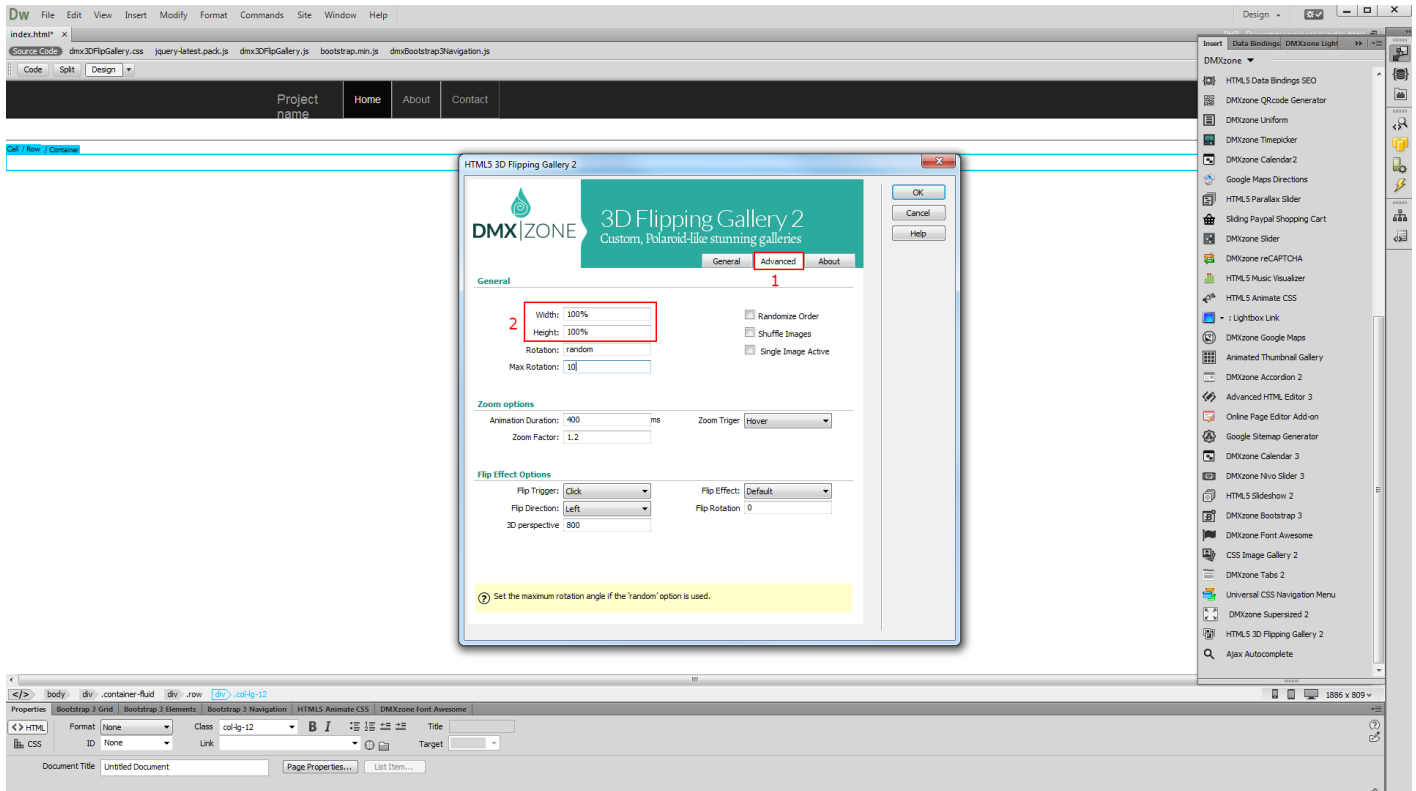 Dw File Edit View Insert Modify Format Commands Site Window Help Design
index.html* ×
Source Code dmx3DFlipGallery.css jquery-latest.pack.js dmx3DFlipGallery.js bootstrap.min.js dmxBootstrap3Navigation.js
Code Split Design
Project name Home About Contact
Cell / Row / Container
HTML5 3D Flipping Gallery 2
DMX|ZONE
3D Flipping Gallery 2
Custom, Polaroid-like stunning galleries
General Advanced About
1
OK
Cancel
Help
General
2
Width: 100%
Height: 100%
Rotation: random
Max Rotation: 10
Randomize Order
Shuffle Images
Single Image Active
Zoom options
Animation Duration: 400 ms Zoom Triger Hover
Zoom Factor: 1.2
Flip Effect Options
Flip Trigger: Click Flip Effect: Default
Flip Direction: Left Flip Rotation 0
3D perspective 800
Set the maximum rotation angle if the 'random' option is used.
Insert Data Bindings DMXzone Light
DMXzone
HTML5 Data Bindings SEO
DMXzone QRcode Generator
DMXzone Uniform
DMXzone Timepicker
DMXzone Calendar2
Google Maps Directions
HTML5 Parallax Slider
Sliding Paypal Shopping Cart
DMXzone Slider
DMXzone reCAPTCHA
HTML5 Music Visualizer
HTML5 Animate CSS
: Lightbox Link
DMXzone Google Maps
Animated Thumbnail Gallery
DMXzone Accordion 2
Advanced HTML Editor 3
Online Page Editor Add-on
Google Sitemap Generator
DMXzone Calendar 3
DMXzone Nivo Slider 3
HTML5 Slideshow 2
DMXzone Bootstrap 3
DMXzone Font Awesome
CSS Image Gallery 2
DMXzone Tabs 2
Universal CSS Navigation Menu
DMXzone Supersized 2
HTML5 3D Flipping Gallery 2
Ajax Autocomplete
</> body div .container-fluid div .row div .col-lg-12 1886 x 809
Properties Bootstrap 3 Grid Bootstrap 3 Elements Bootstrap 3 Navigation HTML5 Animate CSS DMXzone Font Awesome
<> HTML Format None Class col-lg-12 B I Title
CSS ID None Link Target
Document Title Untitled Document Page Properties... List Item...